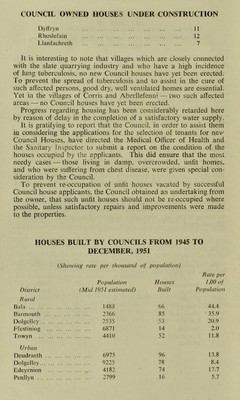 COUNCIL OWNED HOUSES UNDER CONSTRUCTION
Dyffryn ... 11
Rhoslefain ... 12
Llanfachreth ... 7
It is interesting to note that villages which are closely connected
with the slate quarrying industry and who have a high incidence
of lung tuberculosis, no new Council houses have yet been erected.
To prevent the spread of tuberculosis and to assist in the cure of
such affected persons, good dry, well ventilated homes are essential.
Yet in the villages of Corris and Aberllefenni — two such affected
areas — no Council houses have yet been erected.
Progress regarding housing has been considerably retarded here
by reason of delay in the completion of a satisfactory water supply.
It is gratifying to report that the Council, in order to assist them
in considering the applications for the selection of tenants for new
Council Houses, have directed the Medical Officer of Health and
the Sanitary Inspector to submit a report on the condition of the
houses occupied by the applicants. This did ensure that the most
needy cases — those living in damp, overcrowded, unfit homes,
and who were suffering from chest disease, were given special con-
sideration by the Council.
To prevent re-occupation of unfit houses vacated by successful
Council house applicants, the Council obtained an undertaking from
the owner, that such unfit houses should not be re-occupied where
possible, unless satisfactory repairs and improvements were made
to the properties.
HOUSES BUILT BY COUNCILS FROM 1945 TO
DECEMBER, 1951
(Showing rate per thousand of population)
Rate per
Population Houses 1,00 of
District (Mid 1951 estimated) Built Population
Rural
Bala ... 1488 66 44.4
Barmouth ... 2366 85 35.9
Dolgelley ... 2535 53 20.9
Ffestiniog ... 6871 14 2.0
Towyn ... 4410 52 11.8
Urban
Deudraeth ... 6975 96 13.8
Dolgelley ... 9225 78 8.4
Edeyrnion ... 4182 74 17.7
Penllyn ... 2799 16 5.7